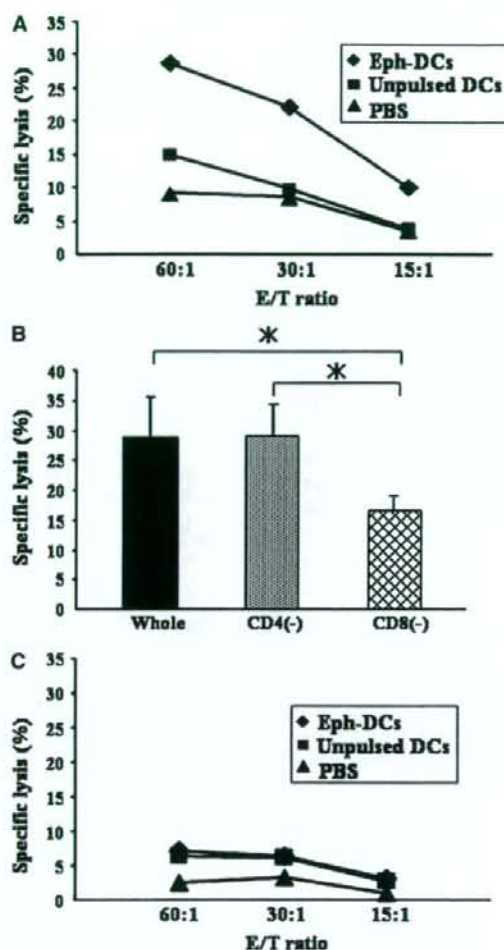 A
Specific lysis (%)
35
30
25
20
15
10
5
0
Eph-DCs
Unpulsed DCs
PBS
60:1 30:1 15:1
E/T ratio
B
Specific lysis (%)
40
35
30
25
20
15
10
5
0
*
*
Whole CD4(-) CD8(-)
C
Specific lysis (%)
35
30
25
20
15
10
5
0
Eph-DCs
Unpulsed DCs
PBS
60:1 30:1 15:1
E/T ratio